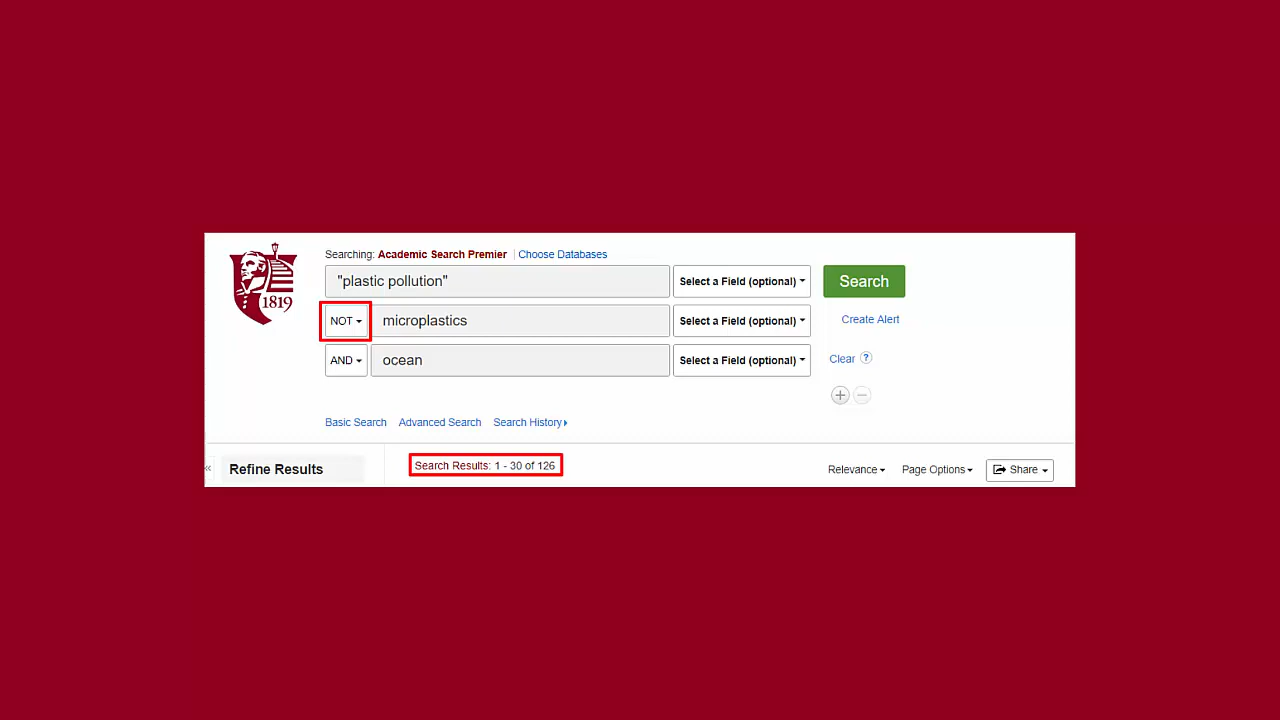 Searching: Academic Search Premier Choose Databases
"plastic pollution" Select a Field (optional) Search
1819
NOT microplastics Select a Field (optional) Create Alert
AND ocean Select a Field (optional) Clear ?
Basic Search Advanced Search Search History
« Refine Results Search Results: 1 - 30 of 126 Relevance Page Options Share